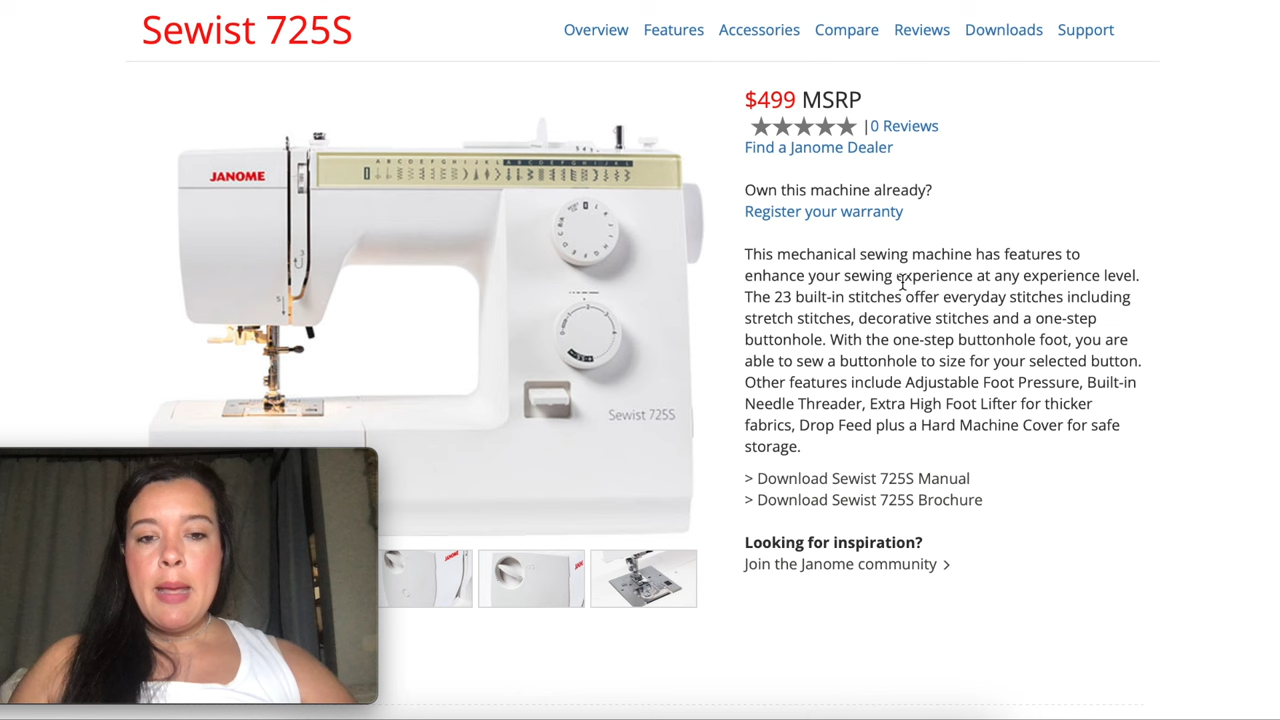 Sewist 725S
Overview
Features
Accessories
Compare
Reviews
Downloads
Support
$499 MSRP
|0 Reviews
Find a Janome Dealer
Own this machine already?
Register your warranty
This mechanical sewing machine has features to
enhance your sewing experience at any experience level.
The 23 built-in stitches offer everyday stitches including
stretch stitches, decorative stitches and a one-step
buttonhole. With the one-step buttonhole foot, you are
able to sew a buttonhole to size for your selected button.
Other features include Adjustable Foot Pressure, Built-in
Needle Threader, Extra High Foot Lifter for thicker
fabrics, Drop Feed plus a Hard Machine Cover for safe
storage.
> Download Sewist 725S Manual
> Download Sewist 725S Brochure
Looking for inspiration?
Join the Janome community >
JANOME
A B C D E F G H I J K L A B C D E F G H I J K L
Sewist 725S